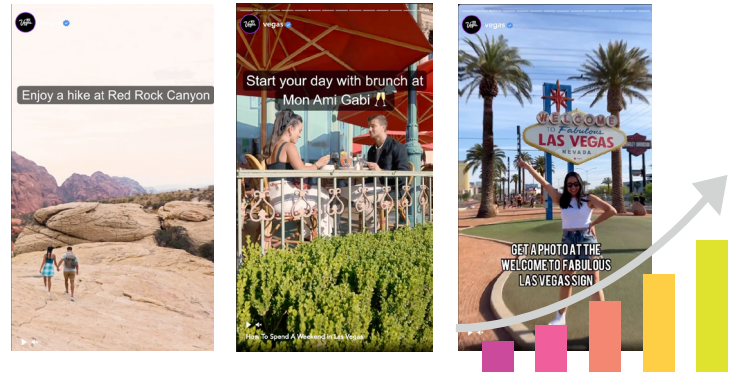 Enjoy a hike at Red Rock Canyon
vegas
Start your day with brunch at
Mon Ami Gabi
How To Spend A Weekend in Las Vegas
vegas
WELCOME
TO Fabulous
LAS VEGAS
NEVADA
GET A PHOTO AT THE
WELCOME TO FABULOUS
LAS VEGAS SIGN